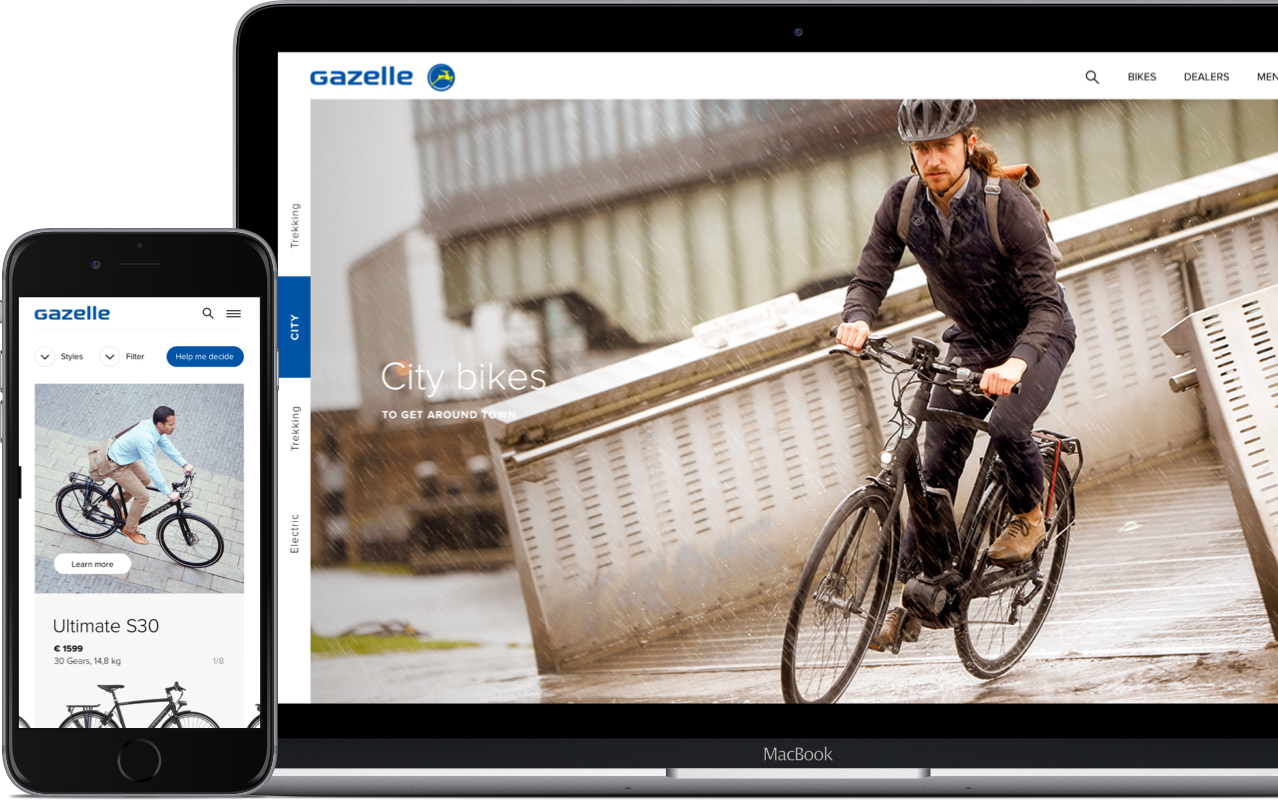 Gazelle
BIKES
DEALERS
Trekking
CITY
Trekking
Electric
City bikes
TO GET AROUND TOWN
MacBook
Gazelle
Styles
Filter
Help me decide
Learn more
Ultimate S30
€ 1599
30 Gears, 14,8 kg
1/8